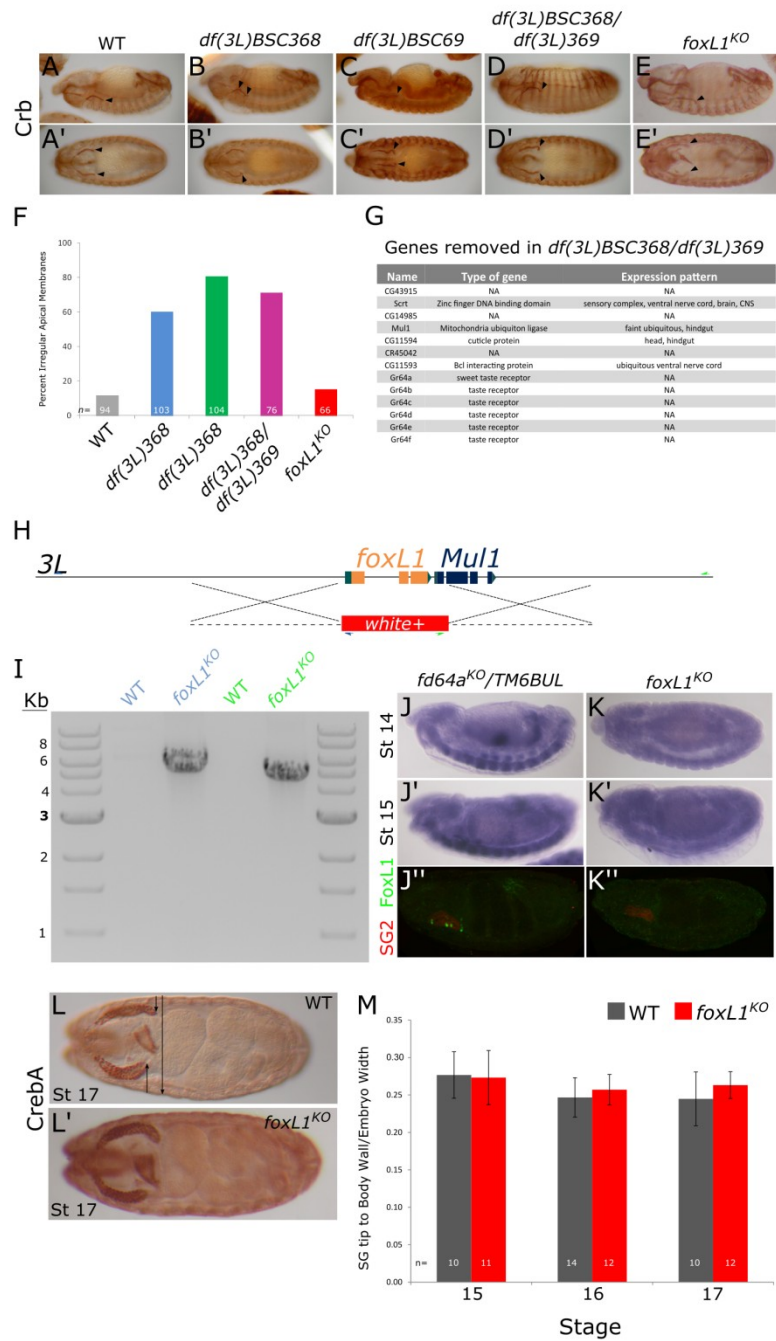 WT
df(3L)BSC368
df(3L)BSC69
df(3L)BSC368/
df(3L)369
foxL1KO
Crb
A
B
C
D
E
A'
B'
C'
D'
E'
F
Percent Irregular Apical Membranes
100
80
60
40
20
0
n= 94 103 104 76 66
WT
df(3L)368
df(3L)368
df(3L)368/
df(3L)369
foxL1KO
G
Genes removed in df(3L)BSC368/df(3L)369
Name Type of gene Expression pattern
CG43915 NA NA
Scrt Zinc finger DNA binding domain sensory complex, ventral nerve cord, brain, CNS
CG14985 NA NA
Mul1 Mitochondria ubiquiton ligase faint ubiquitous, hindgut
CG11594 cuticle protein head, hindgut
CR45042 NA NA
CG11593 Bcl interacting protein ubiquitous ventral nerve cord
Gr64a sweet taste receptor NA
Gr64b taste receptor NA
Gr64c taste receptor NA
Gr64d taste receptor NA
Gr64e taste receptor NA
Gr64f taste receptor NA
H
3L
foxL1 Mul1
white+
I
Kb
WT
foxL1KO
WT
foxL1KO
8
6
4
3
2
1
fd64aKO/TM6BUL
foxL1KO
St 14
J
K
St 15
J'
K'
SG2 FoxL1
J''
K''
CrebA
L
WT
St 17
L'
foxL1KO
St 17
M
WT foxL1KO
SG tip to Body Wall/Embryo Width
0.35
0.30
0.25
0.20
0.15
0.10
0.05
0.00
n= 10 11 14 12 10 12
15 16 17
Stage